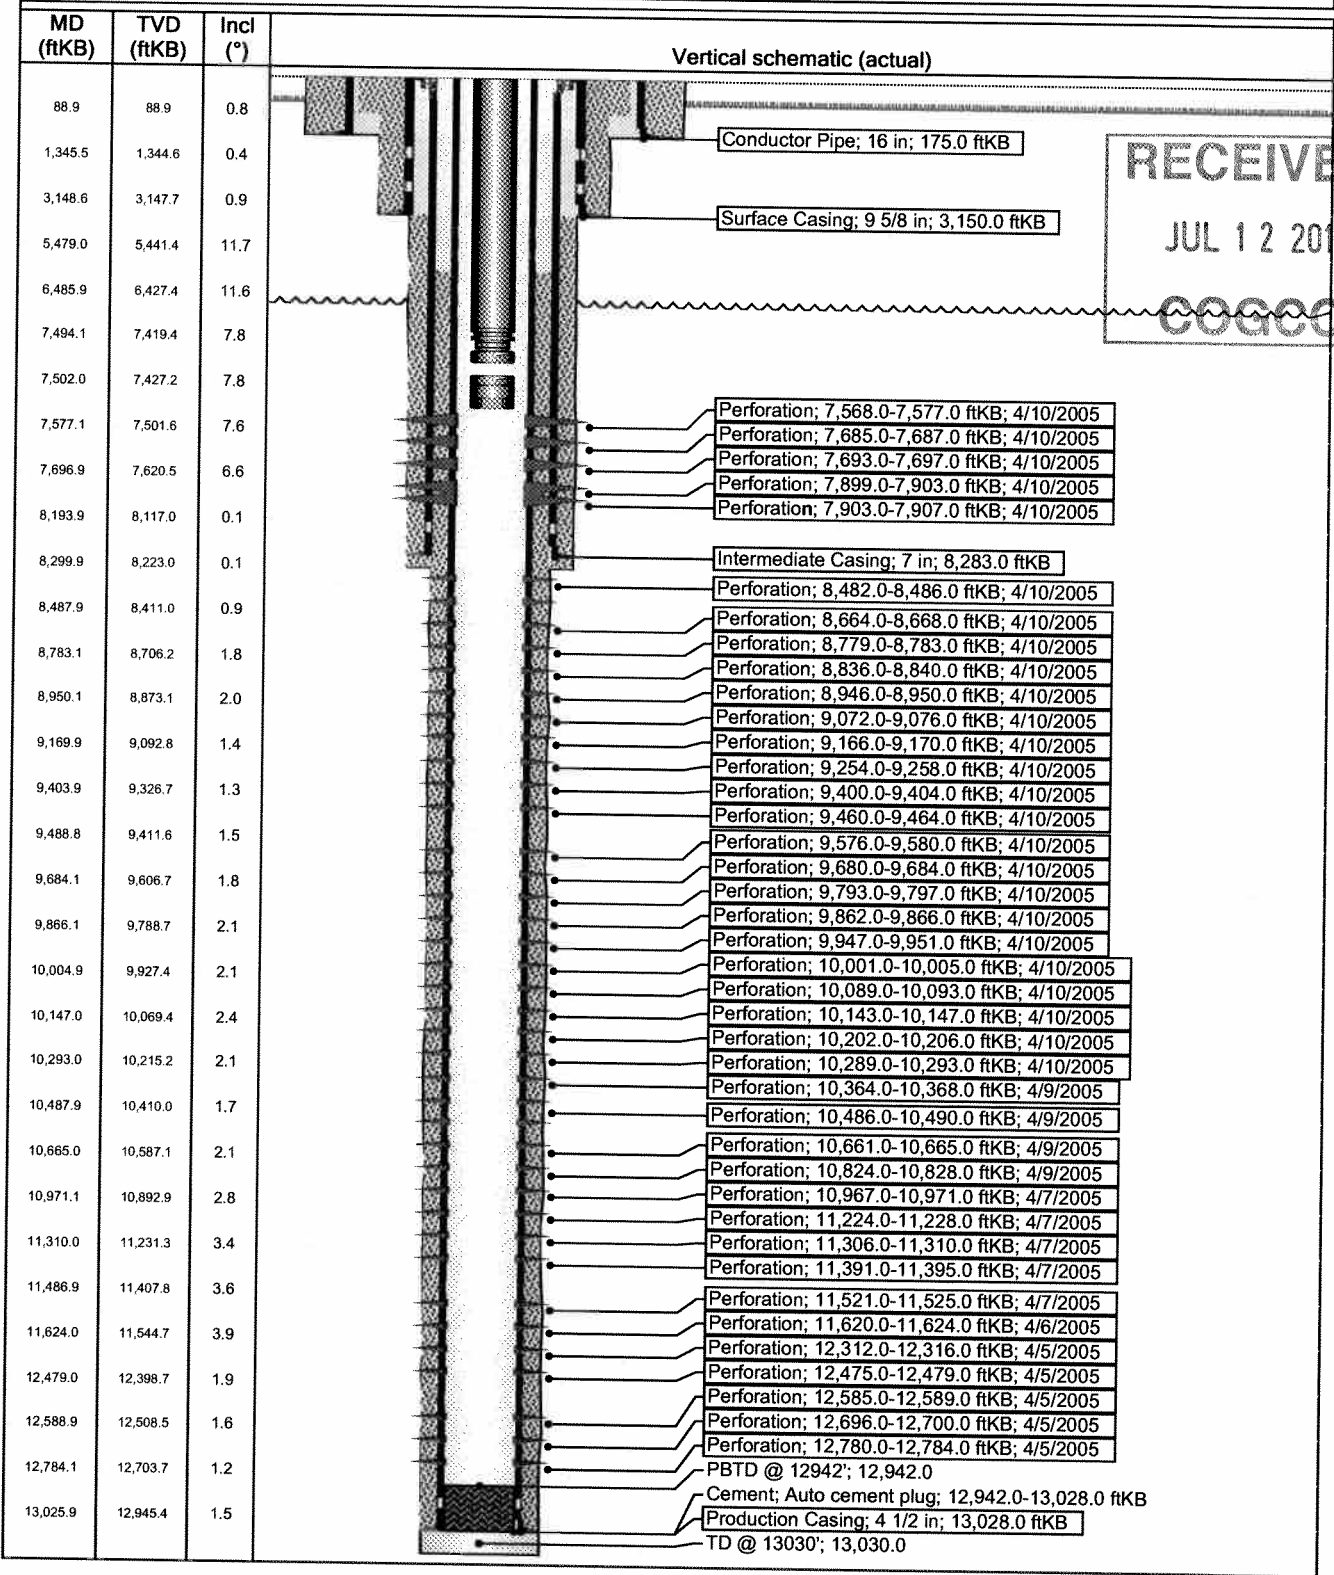 MD (ftKB) TVD (ftKB) Incl (°)
Vertical schematic (actual)
88.9 88.9 0.8
1,345.5 1,344.6 0.4
3,148.6 3,147.7 0.9
5,479.0 5,441.4 11.7
6,485.9 6,427.4 11.6
7,494.1 7,419.4 7.8
7,502.0 7,427.2 7.8
7,577.1 7,501.6 7.6
7,696.9 7,620.5 6.6
8,193.9 8,117.0 0.1
8,299.9 8,223.0 0.1
8,487.9 8,411.0 0.9
8,783.1 8,706.2 1.8
8,950.1 8,873.1 2.0
9,169.9 9,092.8 1.4
9,403.9 9,326.7 1.3
9,488.8 9,411.6 1.5
9,684.1 9,606.7 1.8
9,866.1 9,788.7 2.1
10,004.9 9,927.4 2.1
10,147.0 10,069.4 2.4
10,293.0 10,215.2 2.1
10,487.9 10,410.0 1.7
10,665.0 10,587.1 2.1
10,971.1 10,892.9 2.8
11,310.0 11,231.3 3.4
11,486.9 11,407.8 3.6
11,624.0 11,544.7 3.9
12,479.0 12,398.7 1.9
12,588.9 12,508.5 1.6
12,784.1 12,703.7 1.2
13,025.9 12,945.4 1.5
Conductor Pipe; 16 in; 175.0 ftKB
Surface Casing; 9 5/8 in; 3,150.0 ftKB
RECEIVE
JUL 12 201
COGCC
Perforation; 7,568.0-7,577.0 ftKB; 4/10/2005
Perforation; 7,685.0-7,687.0 ftKB; 4/10/2005
Perforation; 7,693.0-7,697.0 ftKB; 4/10/2005
Perforation; 7,899.0-7,903.0 ftKB; 4/10/2005
Perforation; 7,903.0-7,907.0 ftKB; 4/10/2005
Intermediate Casing; 7 in; 8,283.0 ftKB
Perforation; 8,482.0-8,486.0 ftKB; 4/10/2005
Perforation; 8,664.0-8,668.0 ftKB; 4/10/2005
Perforation; 8,779.0-8,783.0 ftKB; 4/10/2005
Perforation; 8,836.0-8,840.0 ftKB; 4/10/2005
Perforation; 8,946.0-8,950.0 ftKB; 4/10/2005
Perforation; 9,072.0-9,076.0 ftKB; 4/10/2005
Perforation; 9,166.0-9,170.0 ftKB; 4/10/2005
Perforation; 9,254.0-9,258.0 ftKB; 4/10/2005
Perforation; 9,400.0-9,404.0 ftKB; 4/10/2005
Perforation; 9,460.0-9,464.0 ftKB; 4/10/2005
Perforation; 9,576.0-9,580.0 ftKB; 4/10/2005
Perforation; 9,680.0-9,684.0 ftKB; 4/10/2005
Perforation; 9,793.0-9,797.0 ftKB; 4/10/2005
Perforation; 9,862.0-9,866.0 ftKB; 4/10/2005
Perforation; 9,947.0-9,951.0 ftKB; 4/10/2005
Perforation; 10,001.0-10,005.0 ftKB; 4/10/2005
Perforation; 10,089.0-10,093.0 ftKB; 4/10/2005
Perforation; 10,143.0-10,147.0 ftKB; 4/10/2005
Perforation; 10,202.0-10,206.0 ftKB; 4/10/2005
Perforation; 10,289.0-10,293.0 ftKB; 4/10/2005
Perforation; 10,364.0-10,368.0 ftKB; 4/9/2005
Perforation; 10,486.0-10,490.0 ftKB; 4/9/2005
Perforation; 10,661.0-10,665.0 ftKB; 4/9/2005
Perforation; 10,824.0-10,828.0 ftKB; 4/9/2005
Perforation; 10,967.0-10,971.0 ftKB; 4/7/2005
Perforation; 11,224.0-11,228.0 ftKB; 4/7/2005
Perforation; 11,306.0-11,310.0 ftKB; 4/7/2005
Perforation; 11,391.0-11,395.0 ftKB; 4/7/2005
Perforation; 11,521.0-11,525.0 ftKB; 4/7/2005
Perforation; 11,620.0-11,624.0 ftKB; 4/6/2005
Perforation; 12,312.0-12,316.0 ftKB; 4/5/2005
Perforation; 12,475.0-12,479.0 ftKB; 4/5/2005
Perforation; 12,585.0-12,589.0 ftKB; 4/5/2005
Perforation; 12,696.0-12,700.0 ftKB; 4/5/2005
Perforation; 12,780.0-12,784.0 ftKB; 4/5/2005
PBTD @ 12942'; 12,942.0
Cement; Auto cement plug; 12,942.0-13,028.0 ftKB
Production Casing; 4 1/2 in; 13,028.0 ftKB
TD @ 13030'; 13,030.0